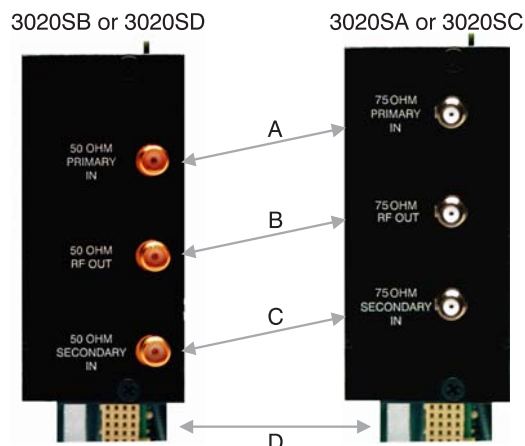 3020SB or 3020SD
3020SA or 3020SC
50 OHM
PRIMARY
IN
50 OHM
RF OUT
50 OHM
SECONDARY
IN
A
B
C
D
75 OHM
PRIMARY
IN
75 OHM
RF OUT
75 OHM
SECONDARY
IN